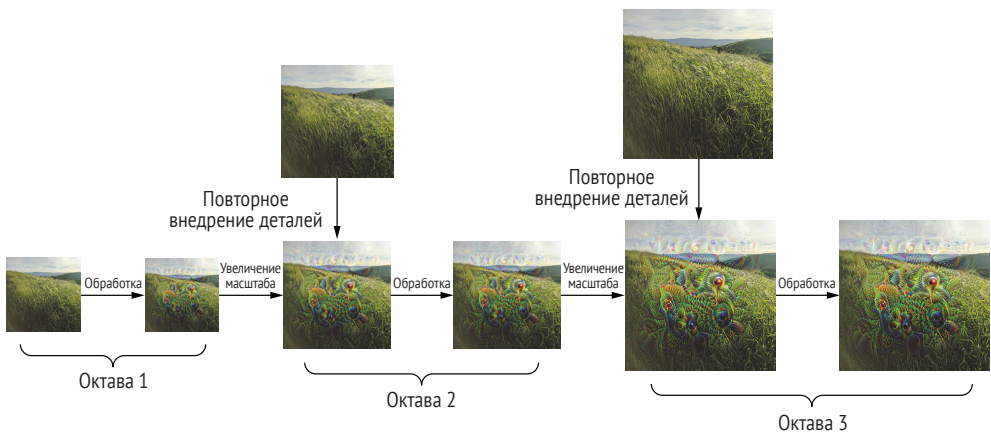 Повторное
внедрение деталей
Повторное
внедрение деталей
Обработка
Увеличение
масштаба
Обработка
Увеличение
масштаба
Обработка
Октава 1
Октава 2
Октава 3